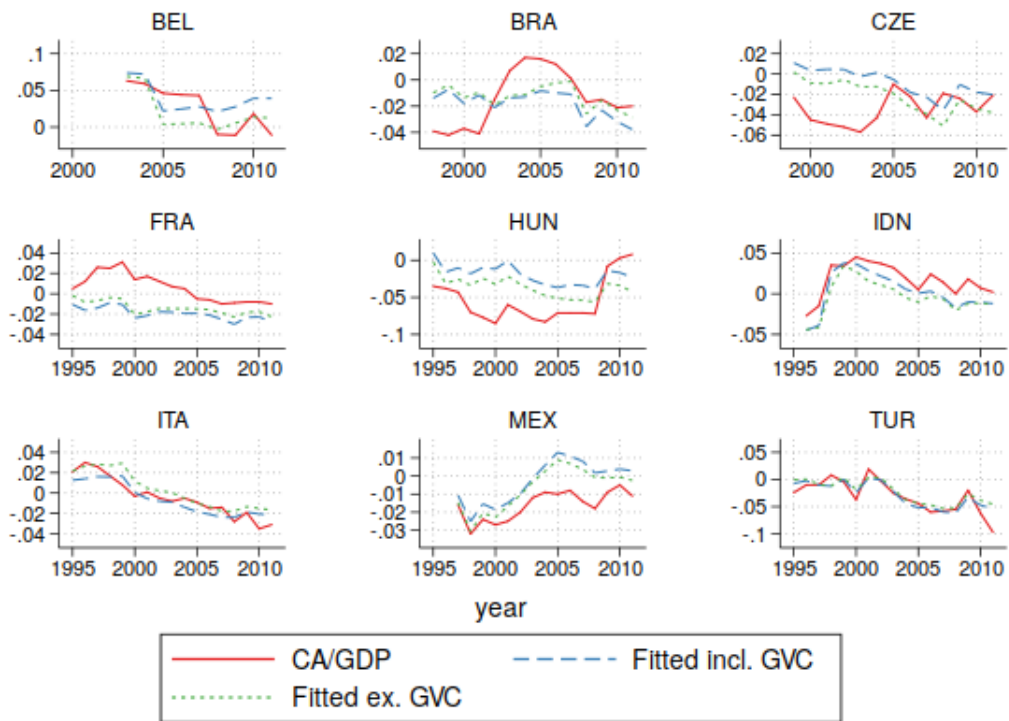 BEL BRA CZE
.1 .02 .02
.05 0 0
0 -.02 -.02
-.04 -.04
-.06
2000 2005 2010 2000 2005 2010 2000 2005 2010
FRA HUN IDN
.04 0 .05
.02 -.05 0
0 -.1 -.05
-.02
-.04
1995 2000 2005 2010 1995 2000 2005 2010 1995 2000 2005 2010
ITA MEX TUR
.04 .01 .05
.02 0 0
0 -.01 -.05
-.02 -.02 -.1
-.04 -.03
1995 2000 2005 2010 1995 2000 2005 2010 1995 2000 2005 2010
year
CA/GDP Fitted incl. GVC
Fitted ex. GVC